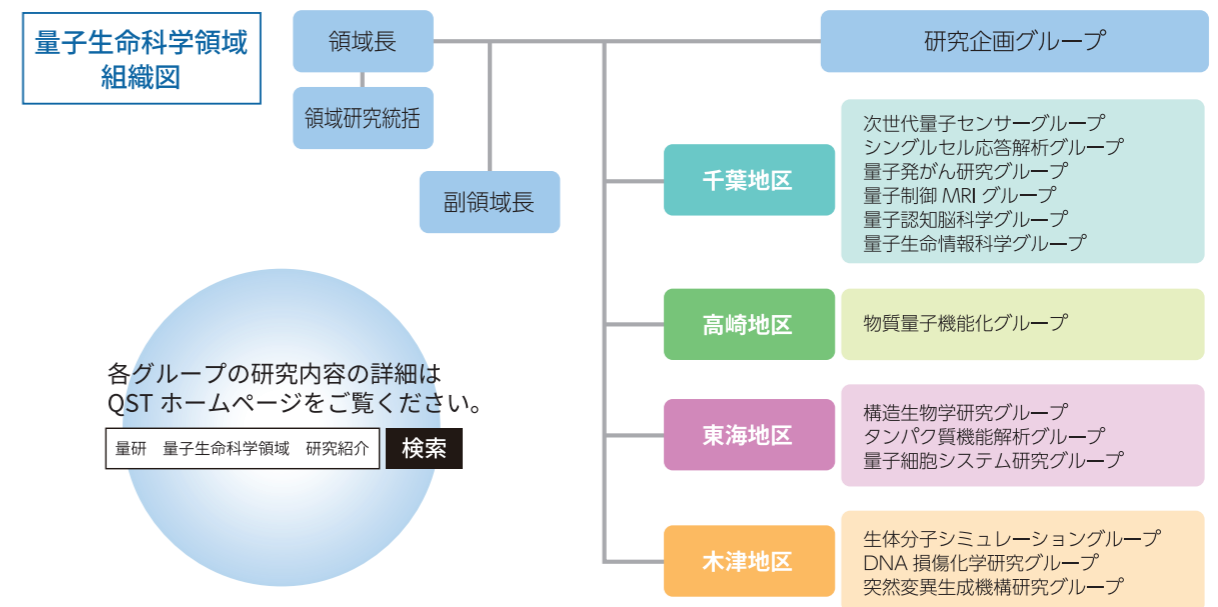 量子生命科学領域
組織図
領域長
研究企画グループ
領域研究統括
副領域長
千葉地区
次世代量子センサーグループ
シングルセル応答解析グループ
量子発がん研究グループ
量子制御 MRI グループ
量子認知脳科学グループ
量子生命情報科学グループ
高崎地区
物質量子機能化グループ
東海地区
構造生物学研究グループ
タンパク質機能解析グループ
量子細胞システム研究グループ
木津地区
生体分子シミュレーショングループ
DNA 損傷化学研究グループ
突然変異生成機構研究グループ
各グループの研究内容の詳細は
QST ホームページをご覧ください。
量研　量子生命科学領域　研究紹介　検索